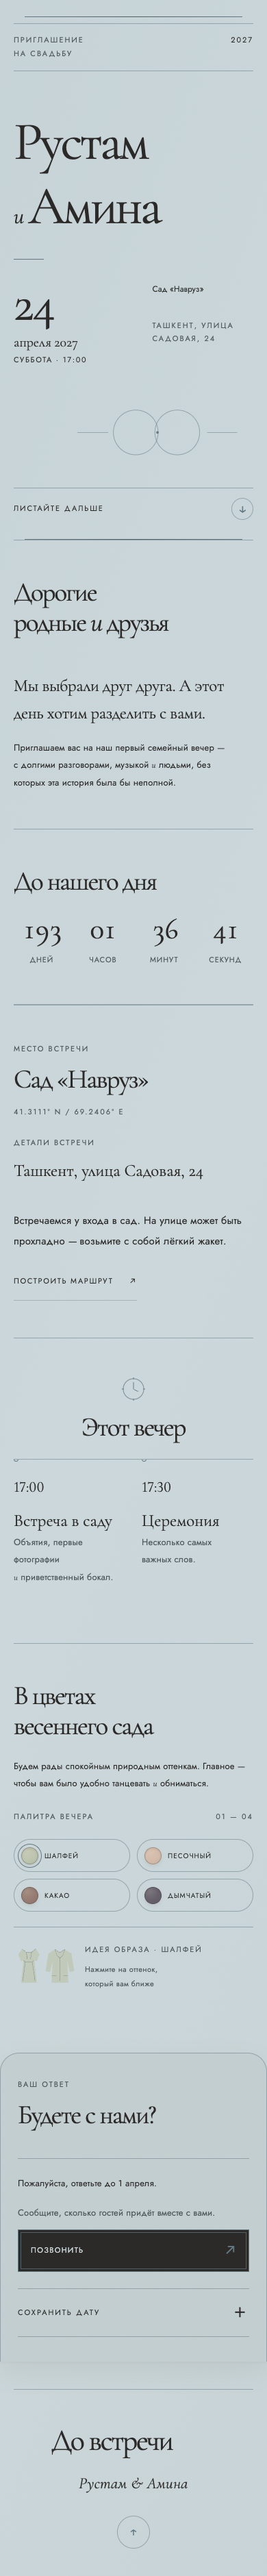 ПРИГЛАШЕНИЕ
НА СВАДЬБУ
2027
Рустам
и Амина
24
апреля 2027
СУББОТА · 17:00
Сад «Навруз»
ТАШКЕНТ, УЛИЦА
САДОВАЯ, 24
ЛИСТАЙТЕ ДАЛЬШЕ
Дорогие
родные и друзья
Мы выбрали друг друга. А этот
день хотим разделить с вами.
Приглашаем вас на наш первый семейный вечер —
с долгими разговорами, музыкой и людьми, без
которых эта история была бы неполной.
До нашего дня
193 01 36 41
ДНЕЙ ЧАСОВ МИНУТ СЕКУНД
МЕСТО ВСТРЕЧИ
Сад «Навруз»
41.3111° N / 69.2406° E
ДЕТАЛИ ВСТРЕЧИ
Ташкент, улица Садовая, 24
Встречаемся у входа в сад. На улице может быть
прохладно — возьмите с собой лёгкий жакет.
ПОСТРОИТЬ МАРШРУТ ↗
Этот вечер
17:00
Встреча в саду
Объятия, первые
фотографии
и приветственный бокал.
17:30
Церемония
Несколько самых
важных слов.
В цветах
весеннего сада
Будем рады спокойным природным оттенкам. Главное —
чтобы вам было удобно танцевать и обниматься.
ПАЛИТРА ВЕЧЕРА
01 — 04
ШАЛФЕЙ
ПЕСОЧНЫЙ
КАКАО
ДЫМЧАТЫЙ
ИДЕЯ ОБРАЗА · ШАЛФЕЙ
Нажмите на оттенок,
который вам ближе
ВАШ ОТВЕТ
Будете с нами?
Пожалуйста, ответьте до 1 апреля.
Сообщите, сколько гостей придёт вместе с вами.
ПОЗВОНИТЬ ↗
СОХРАНИТЬ ДАТУ +
До встречи
Рустам & Амина